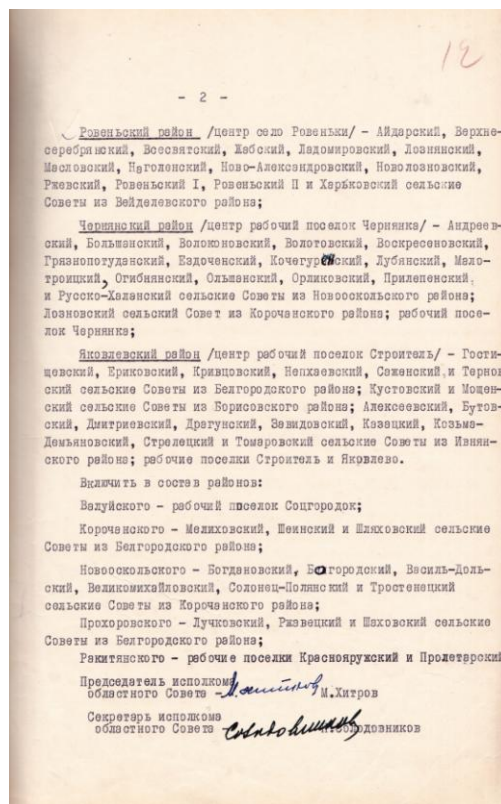 12
- 2 -
Ровеньский район /центр село Ровеньки/ - Айдарский, Верхне-
серебрянский, Всесвятский, Жабский, Ладомировский, Лознянский,
Масловский, Наголенский, Ново-Александровский, Новолозновский,
Ржевский, Ровеньский I, Ровеньский П и Харьковский сельские
Советы из Вейделевского района;
Чернянский район /центр рабочий поселок Чернянка/ - Андреев-
ский, Большанский, Волоконовский, Волотовский, Воскресеновский,
Грязнопотуданский, Ездоченский, Кочегуренский, Лубянский, Мало-
троицкий, Огибнянский, Ольшанский, Орликовский, Прилепенский
и Русско-Халанский сельские Советы из Новооскольского района;
Лозновский сельский Совет из Корочанского района; рабочий посе-
лок Чернянка;
Яковлевский район /центр рабочий поселок Строитель/ - Гости-
щевский, Ериковский, Кривцовский, Непхаевский, Саженский и Тернов
ский сельские Советы из Белгородского района; Кустовский и Мощен-
ский сельские Советы из Борисовского района; Алексеевский, Бутов-
ский, Дмитриевский, Драгунский, Завидовский, Казацкий, Козьма-
Демьяновский, Стрелецкий и Томаровский сельские Советы из Ивнян-
ского района; рабочие поселки Строитель и Яковлево.
Включить в состав районов:
Валуйского - рабочий поселок Соцгородок;
Корочанского - Мелиховский, Шеинский и Шляховский сельские
Советы из Белгородского района;
Новооскольского - Богдановский, Богородский, Василь-Доль-
ский, Великомихайловский, Солонец-Полянский и Тростенецкий
сельские Советы из Корочанского района;
Прохоровского - Лучковский, Ржавецкий и Шаховский сельские
Советы из Белгородского района;
Ракитянского - рабочие поселки Краснояружский и Пролетарский
Председатель исполкома
областного Совета - М.Хитров
Секретарь исполкома
областного Совета